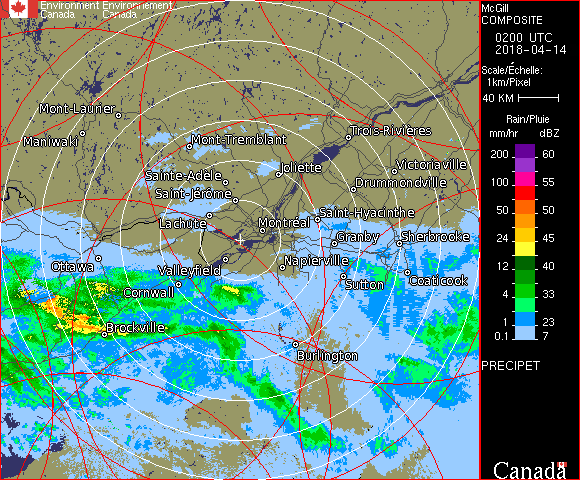 Environment Environnement
Canada Canada
McGill
COMPOSITE
0200 UTC
2018-04-14
Scale/Échelle:
1km/Pixel
40 KM
Rain/Pluie
mm/hr dBZ
200 60
100 55
50 50
24 45
12 40
4 33
1 23
0.1 7
PRECIPET
Canada
Mont-Laurier
Maniwaki
Mont-Tremblant
Trois-Rivières
Joliette
Victoriaville
Sainte-Adèle
Drummondville
Saint-Jérôme
Lachute
Saint-Hyacinthe
Montréal
Granby
Sherbrooke
Ottawa
Valleyfield
Napierville
Coaticook
Cornwall
Sutton
Brockville
Burlington